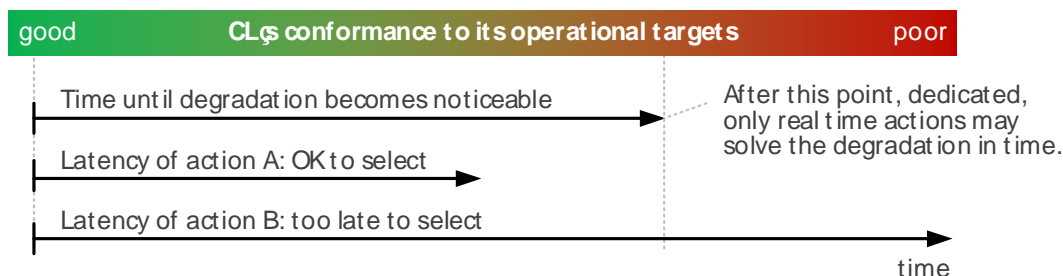 good CLçs conformance to its operational targets poor
Time until degradation becomes noticeable
After this point, dedicated,
only real time actions may
solve the degradation in time.
Latency of action A: OK to select
Latency of action B: too late to select
time